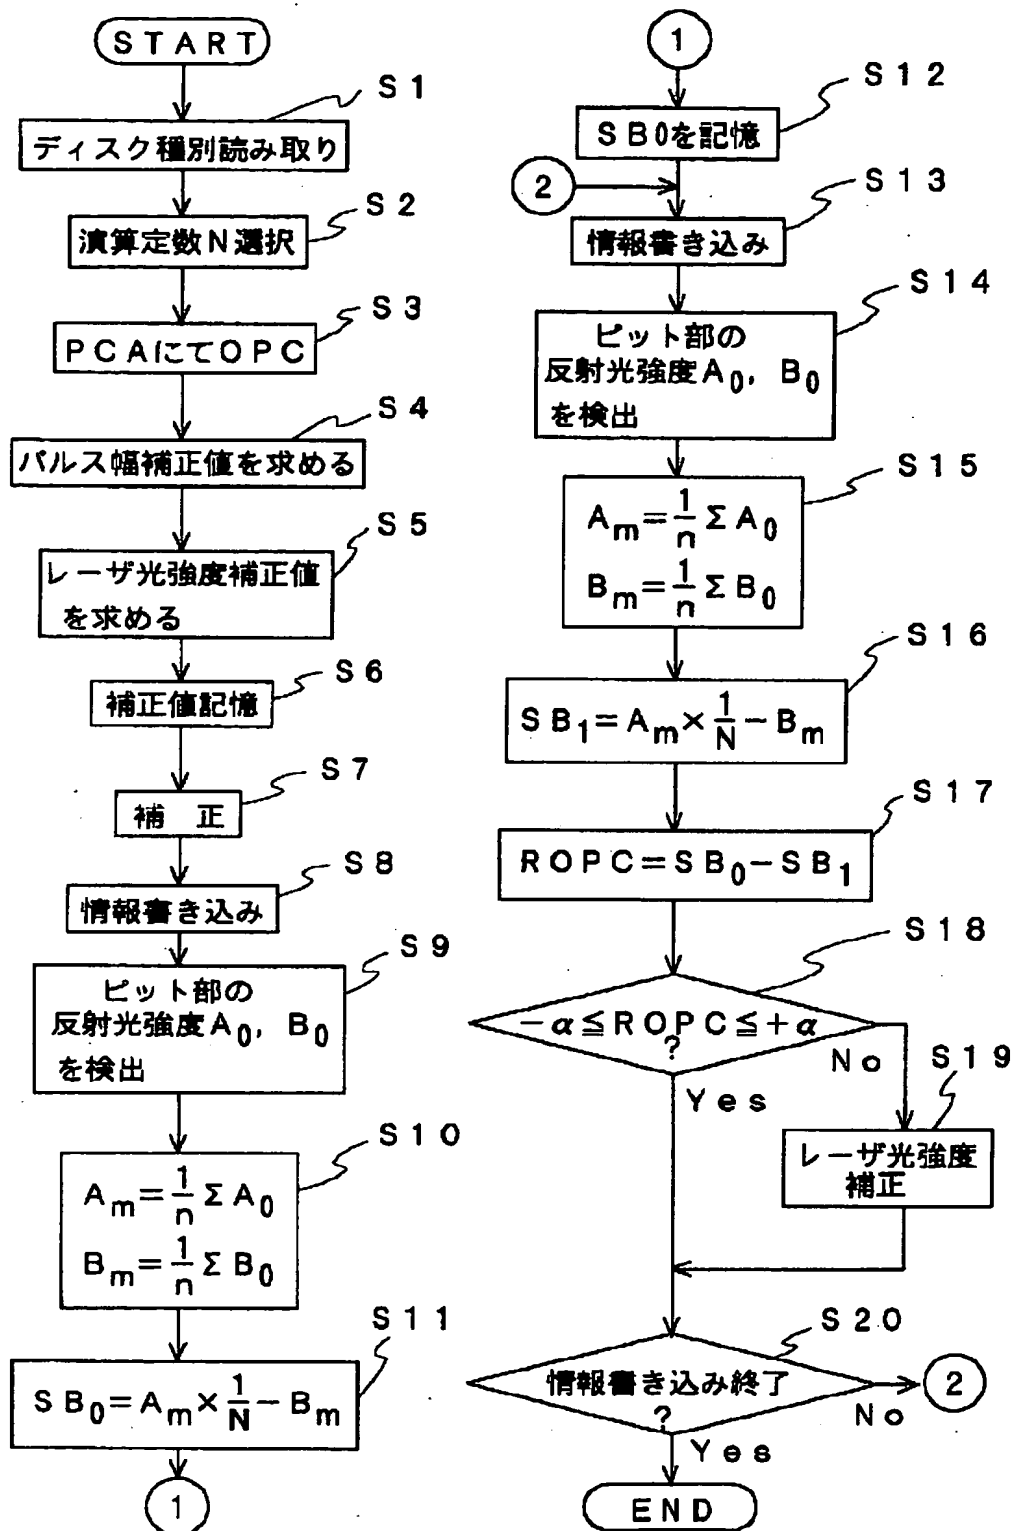 START
S1
ディスク種別読み取り
S2
演算定数N選択
S3
PCAにてOPC
S4
パルス幅補正値を求める
S5
レーザ光強度補正値
を求める
S6
補正値記憶
S7
補 正
S8
情報書き込み
S9
ピット部の
反射光強度A₀, B₀
を検出
S10
Aₘ=1/n ΣA₀
Bₘ=1/n ΣB₀
S11
SB₀=Aₘ×1/N-Bₘ
1
1
S12
SB0を記憶
2
S13
情報書き込み
S14
ピット部の
反射光強度A₀, B₀
を検出
S15
Aₘ=1/n ΣA₀
Bₘ=1/n ΣB₀
S16
SB₁=Aₘ×1/N-Bₘ
S17
ROPC=SB₀-SB₁
S18
-α≦ROPC≦+α
?
No
Yes
S19
レーザ光強度
補正
S20
情報書き込み終了
?
No
2
Yes
END